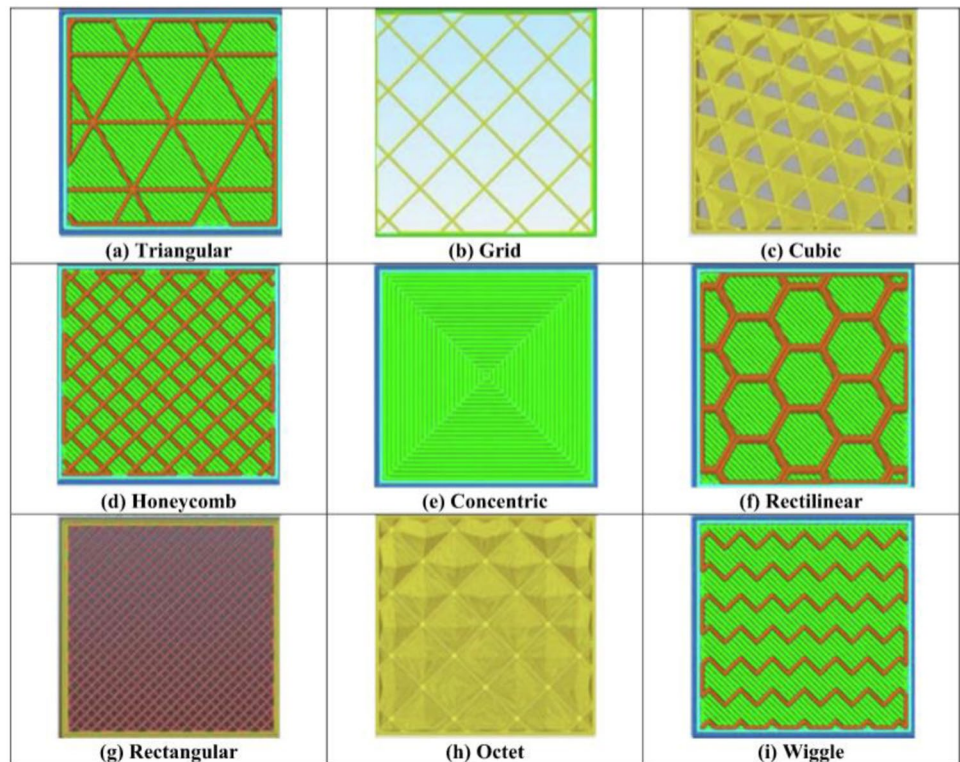 (a) Triangular
(b) Grid
(c) Cubic
(d) Honeycomb
(e) Concentric
(f) Rectilinear
(g) Rectangular
(h) Octet
(i) Wiggle